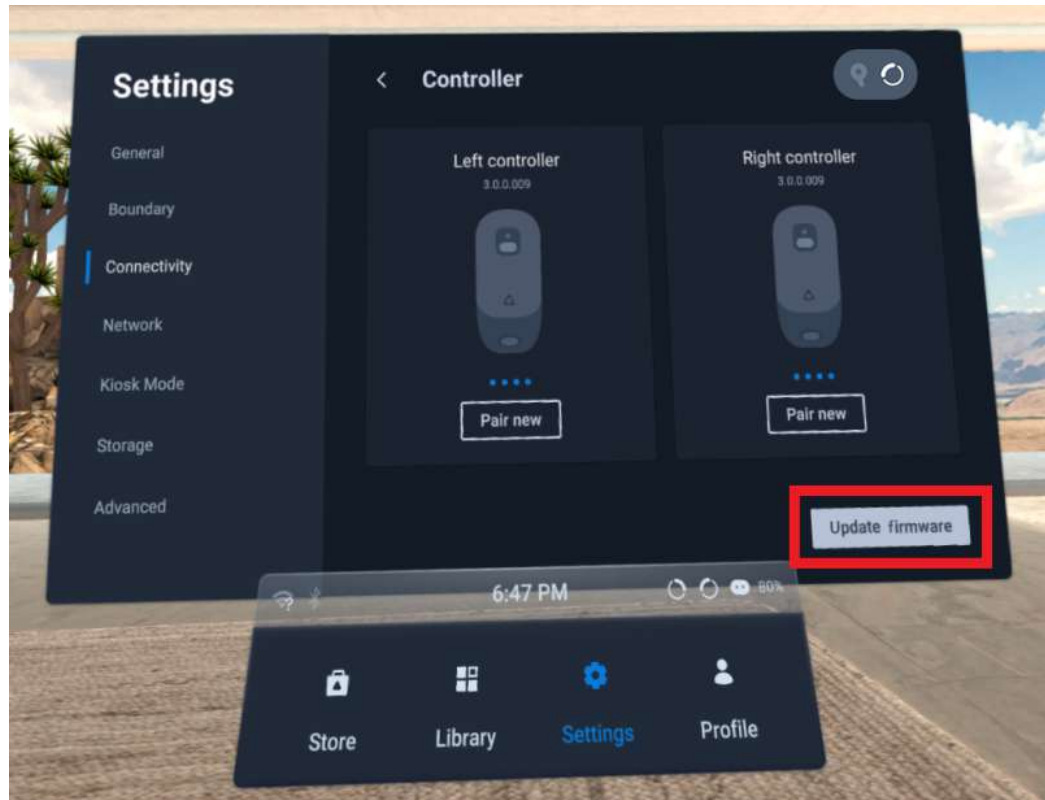 Settings
General
Boundary
Connectivity
Network
Kiosk Mode
Storage
Advanced
Controller
Left controller
3.0.0.009
Pair new
Right controller
3.0.0.009
Pair new
Update firmware
6:47 PM
80%
Store
Library
Settings
Profile